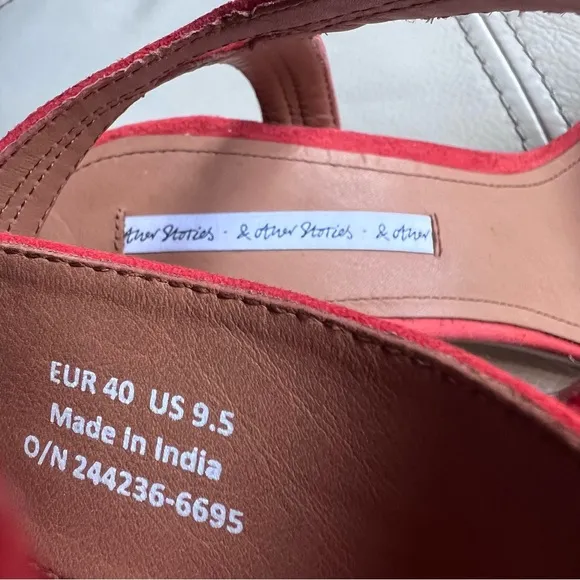 other Stories · & other Stories · & other
EUR 40 US 9.5
Made in India
O/N 244236-6695